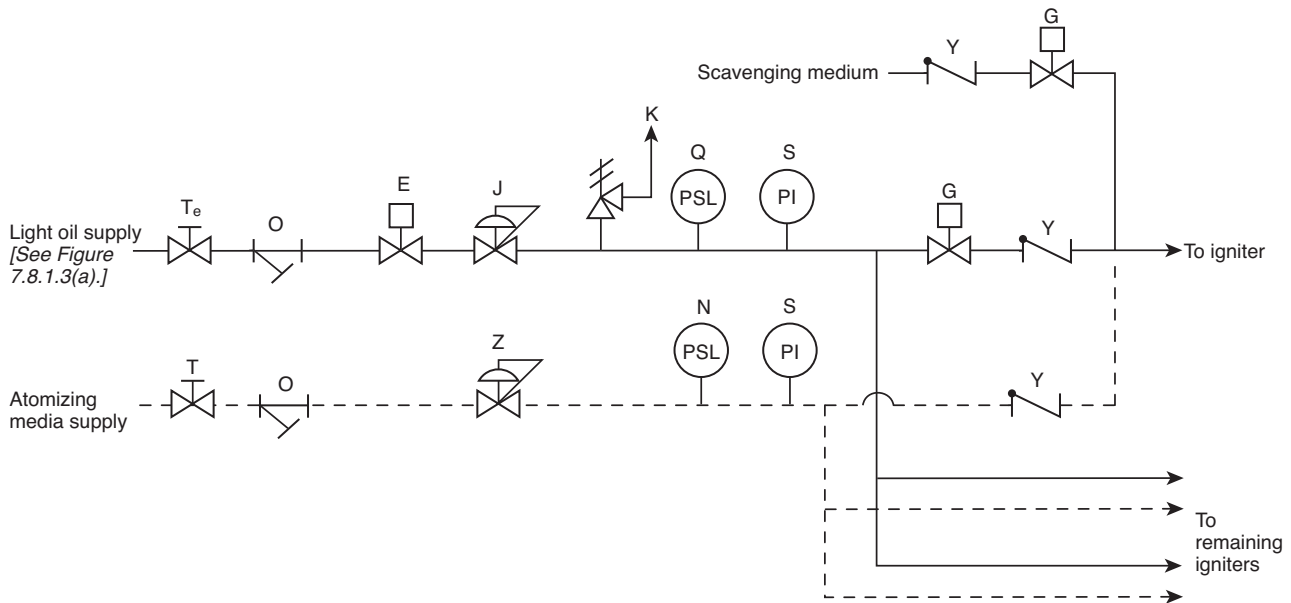 G
Y
Scavenging medium
K
Q
S
E
J
PSL
PI
G
Te
O
Y
Light oil supply
[See Figure
7.8.1.3(a).]
To igniter
N
S
Z
PSL
PI
T
O
Y
Atomizing
media supply
To
remaining
igniters